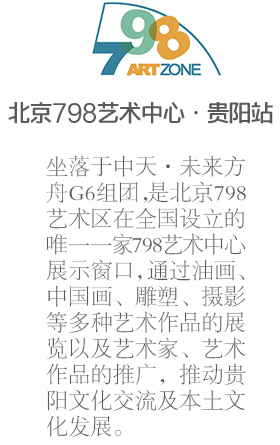 798
ARTZONE
北京798艺术中心·贵阳站
坐落于中天·未来方
舟G6组团,是北京798
艺术区在全国设立的
唯一一家798艺术中心
展示窗口,通过油画、
中国画、雕塑、摄影
等多种艺术作品的展
览以及艺术家、艺术
作品的推广，推动贵
阳文化交流及本土文
化发展。